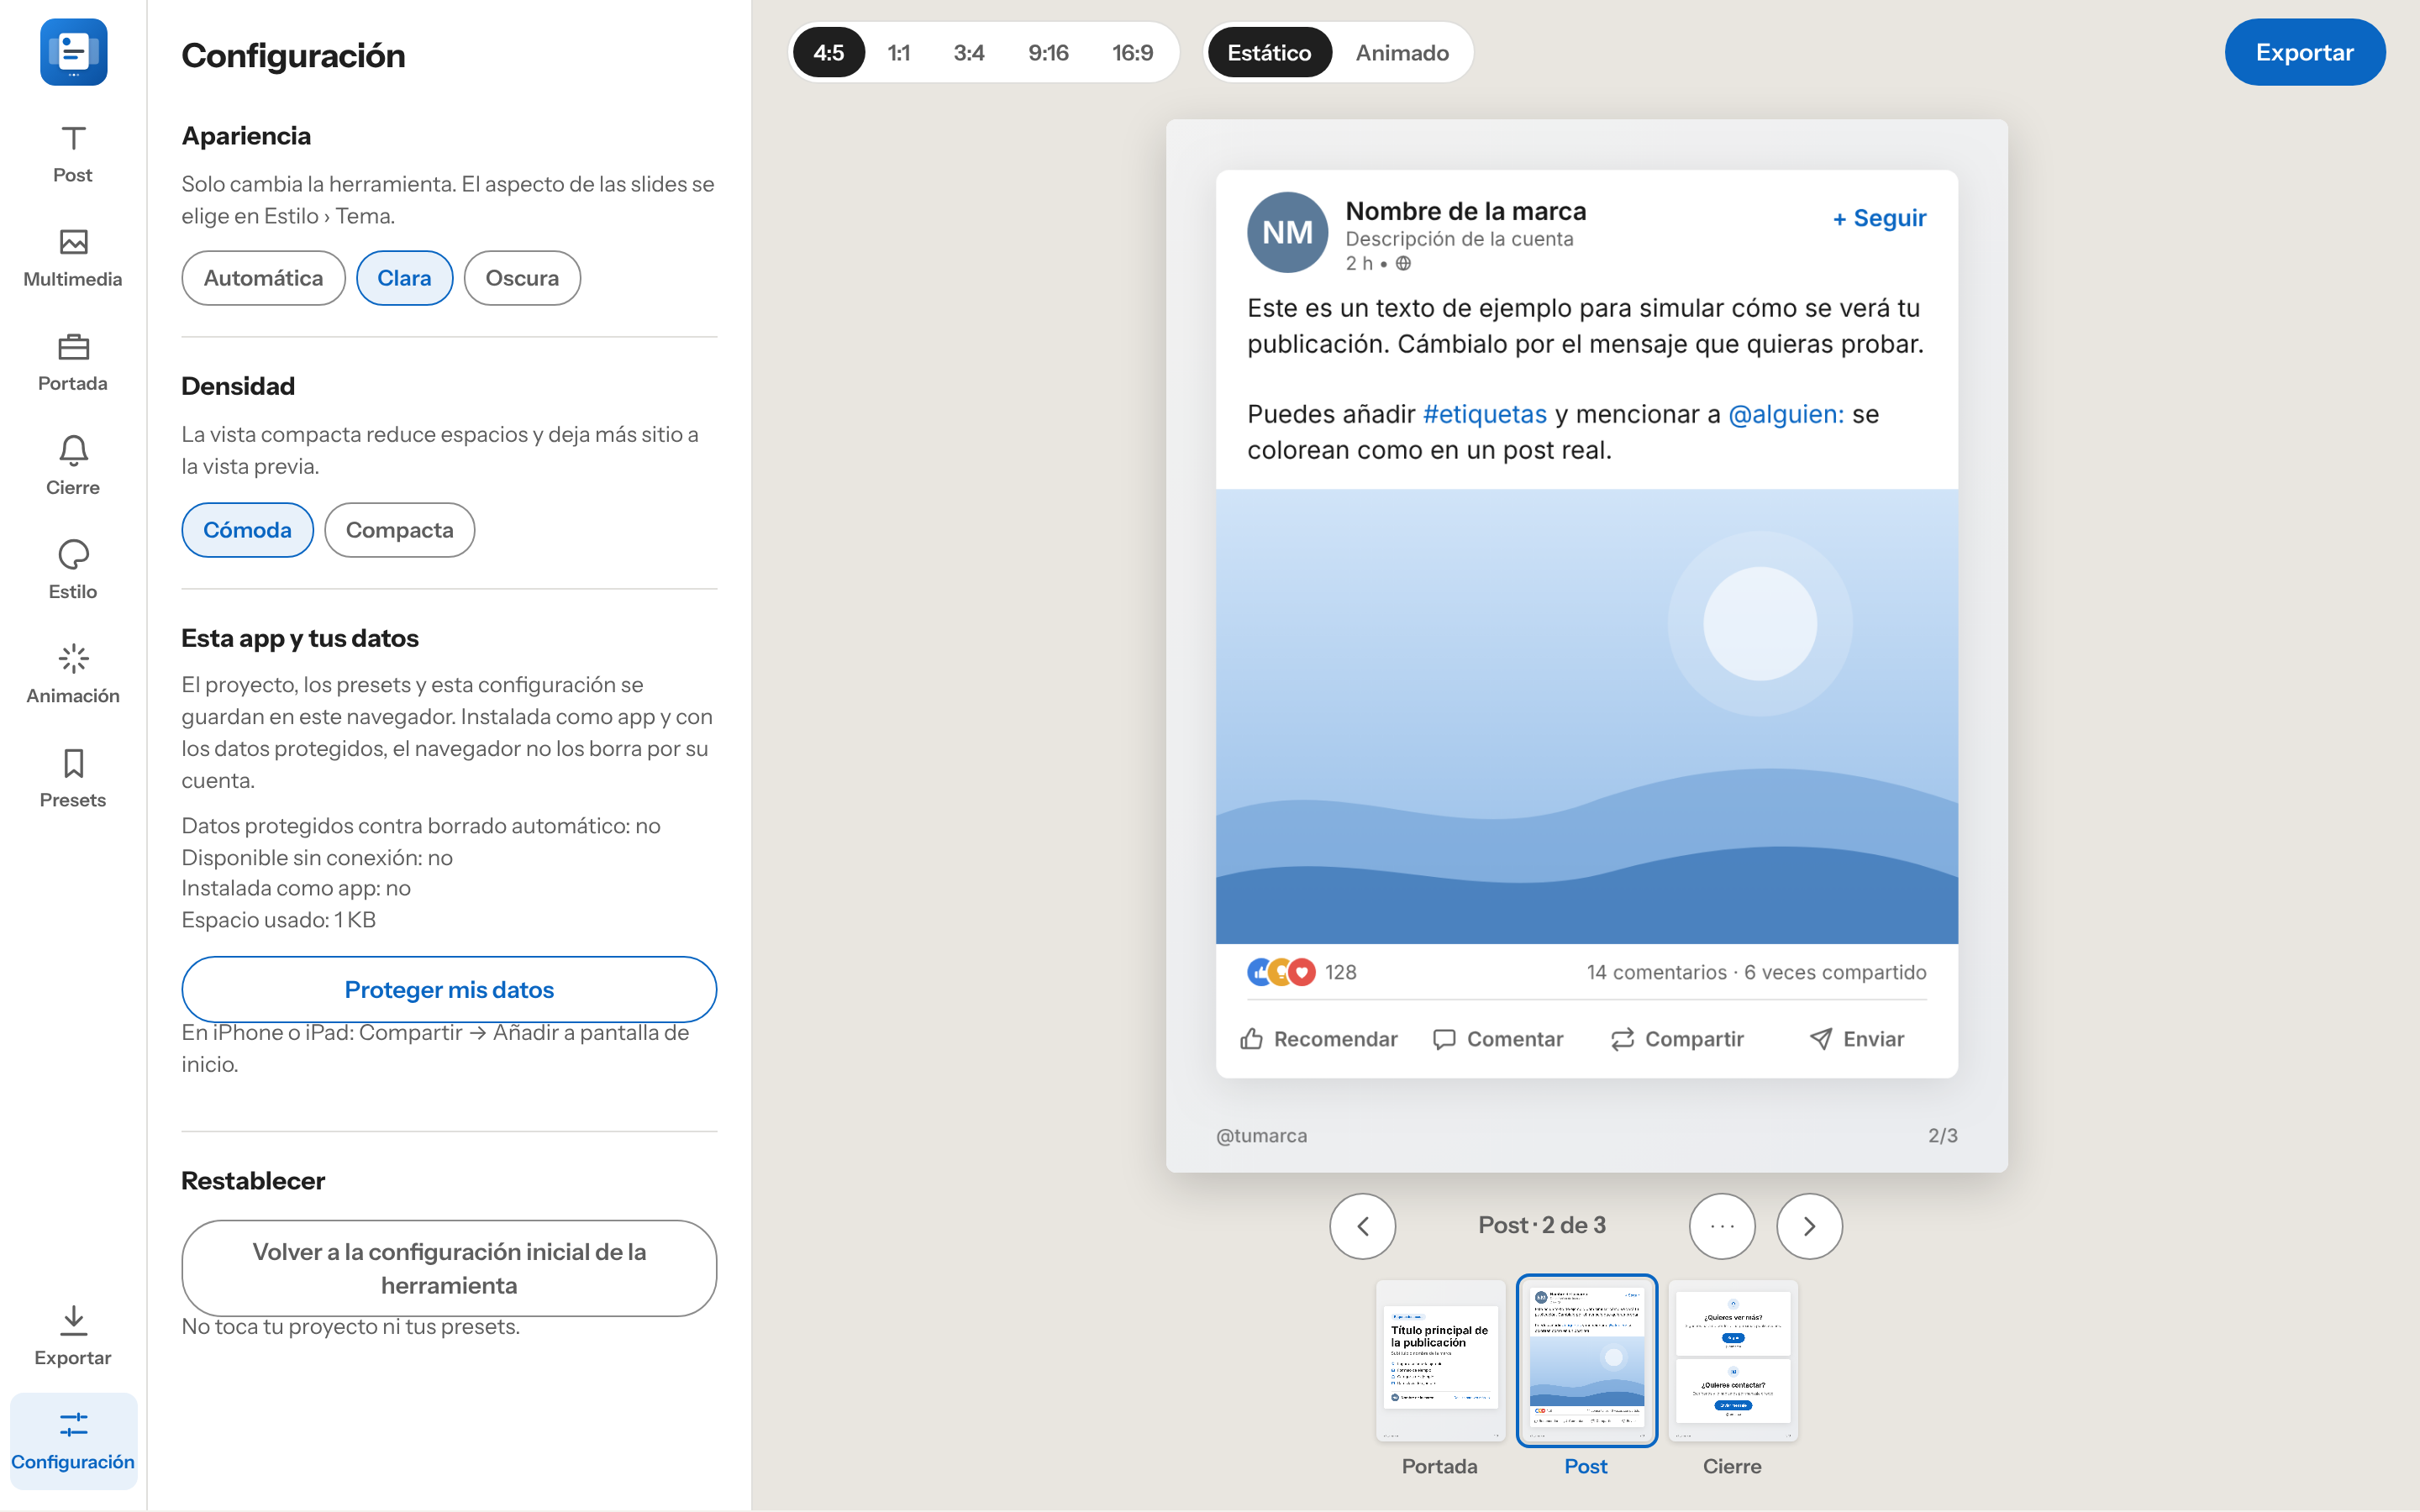 Post
Multimedia
Portada
Cierre
Estilo
Animación
Presets
Exportar
Configuración
Configuración
Apariencia
Solo cambia la herramienta. El aspecto de las slides se
elige en Estilo › Tema.
Automática
Clara
Oscura
Densidad
La vista compacta reduce espacios y deja más sitio a
la vista previa.
Cómoda
Compacta
Esta app y tus datos
El proyecto, los presets y esta configuración se
guardan en este navegador. Instalada como app y con
los datos protegidos, el navegador no los borra por su
cuenta.
Datos protegidos contra borrado automático: no
Disponible sin conexión: no
Instalada como app: no
Espacio usado: 1 KB
Proteger mis datos
En iPhone o iPad: Compartir → Añadir a pantalla de
inicio.
Restablecer
Volver a la configuración inicial de la
herramienta
No toca tu proyecto ni tus presets.
4:5 1:1 3:4 9:16 16:9
Estático Animado
Exportar
NM
Nombre de la marca
Descripción de la cuenta
2 h •
+ Seguir
Este es un texto de ejemplo para simular cómo se verá tu
publicación. Cámbialo por el mensaje que quieras probar.
Puedes añadir #etiquetas y mencionar a @alguien: se
colorean como en un post real.
128
14 comentarios · 6 veces compartido
Recomendar Comentar Compartir Enviar
@tumarca
2/3
Post · 2 de 3
Título principal de
la publicación
¿Quieres ver más?
¿Quieres contactar?
Portada
Post
Cierre